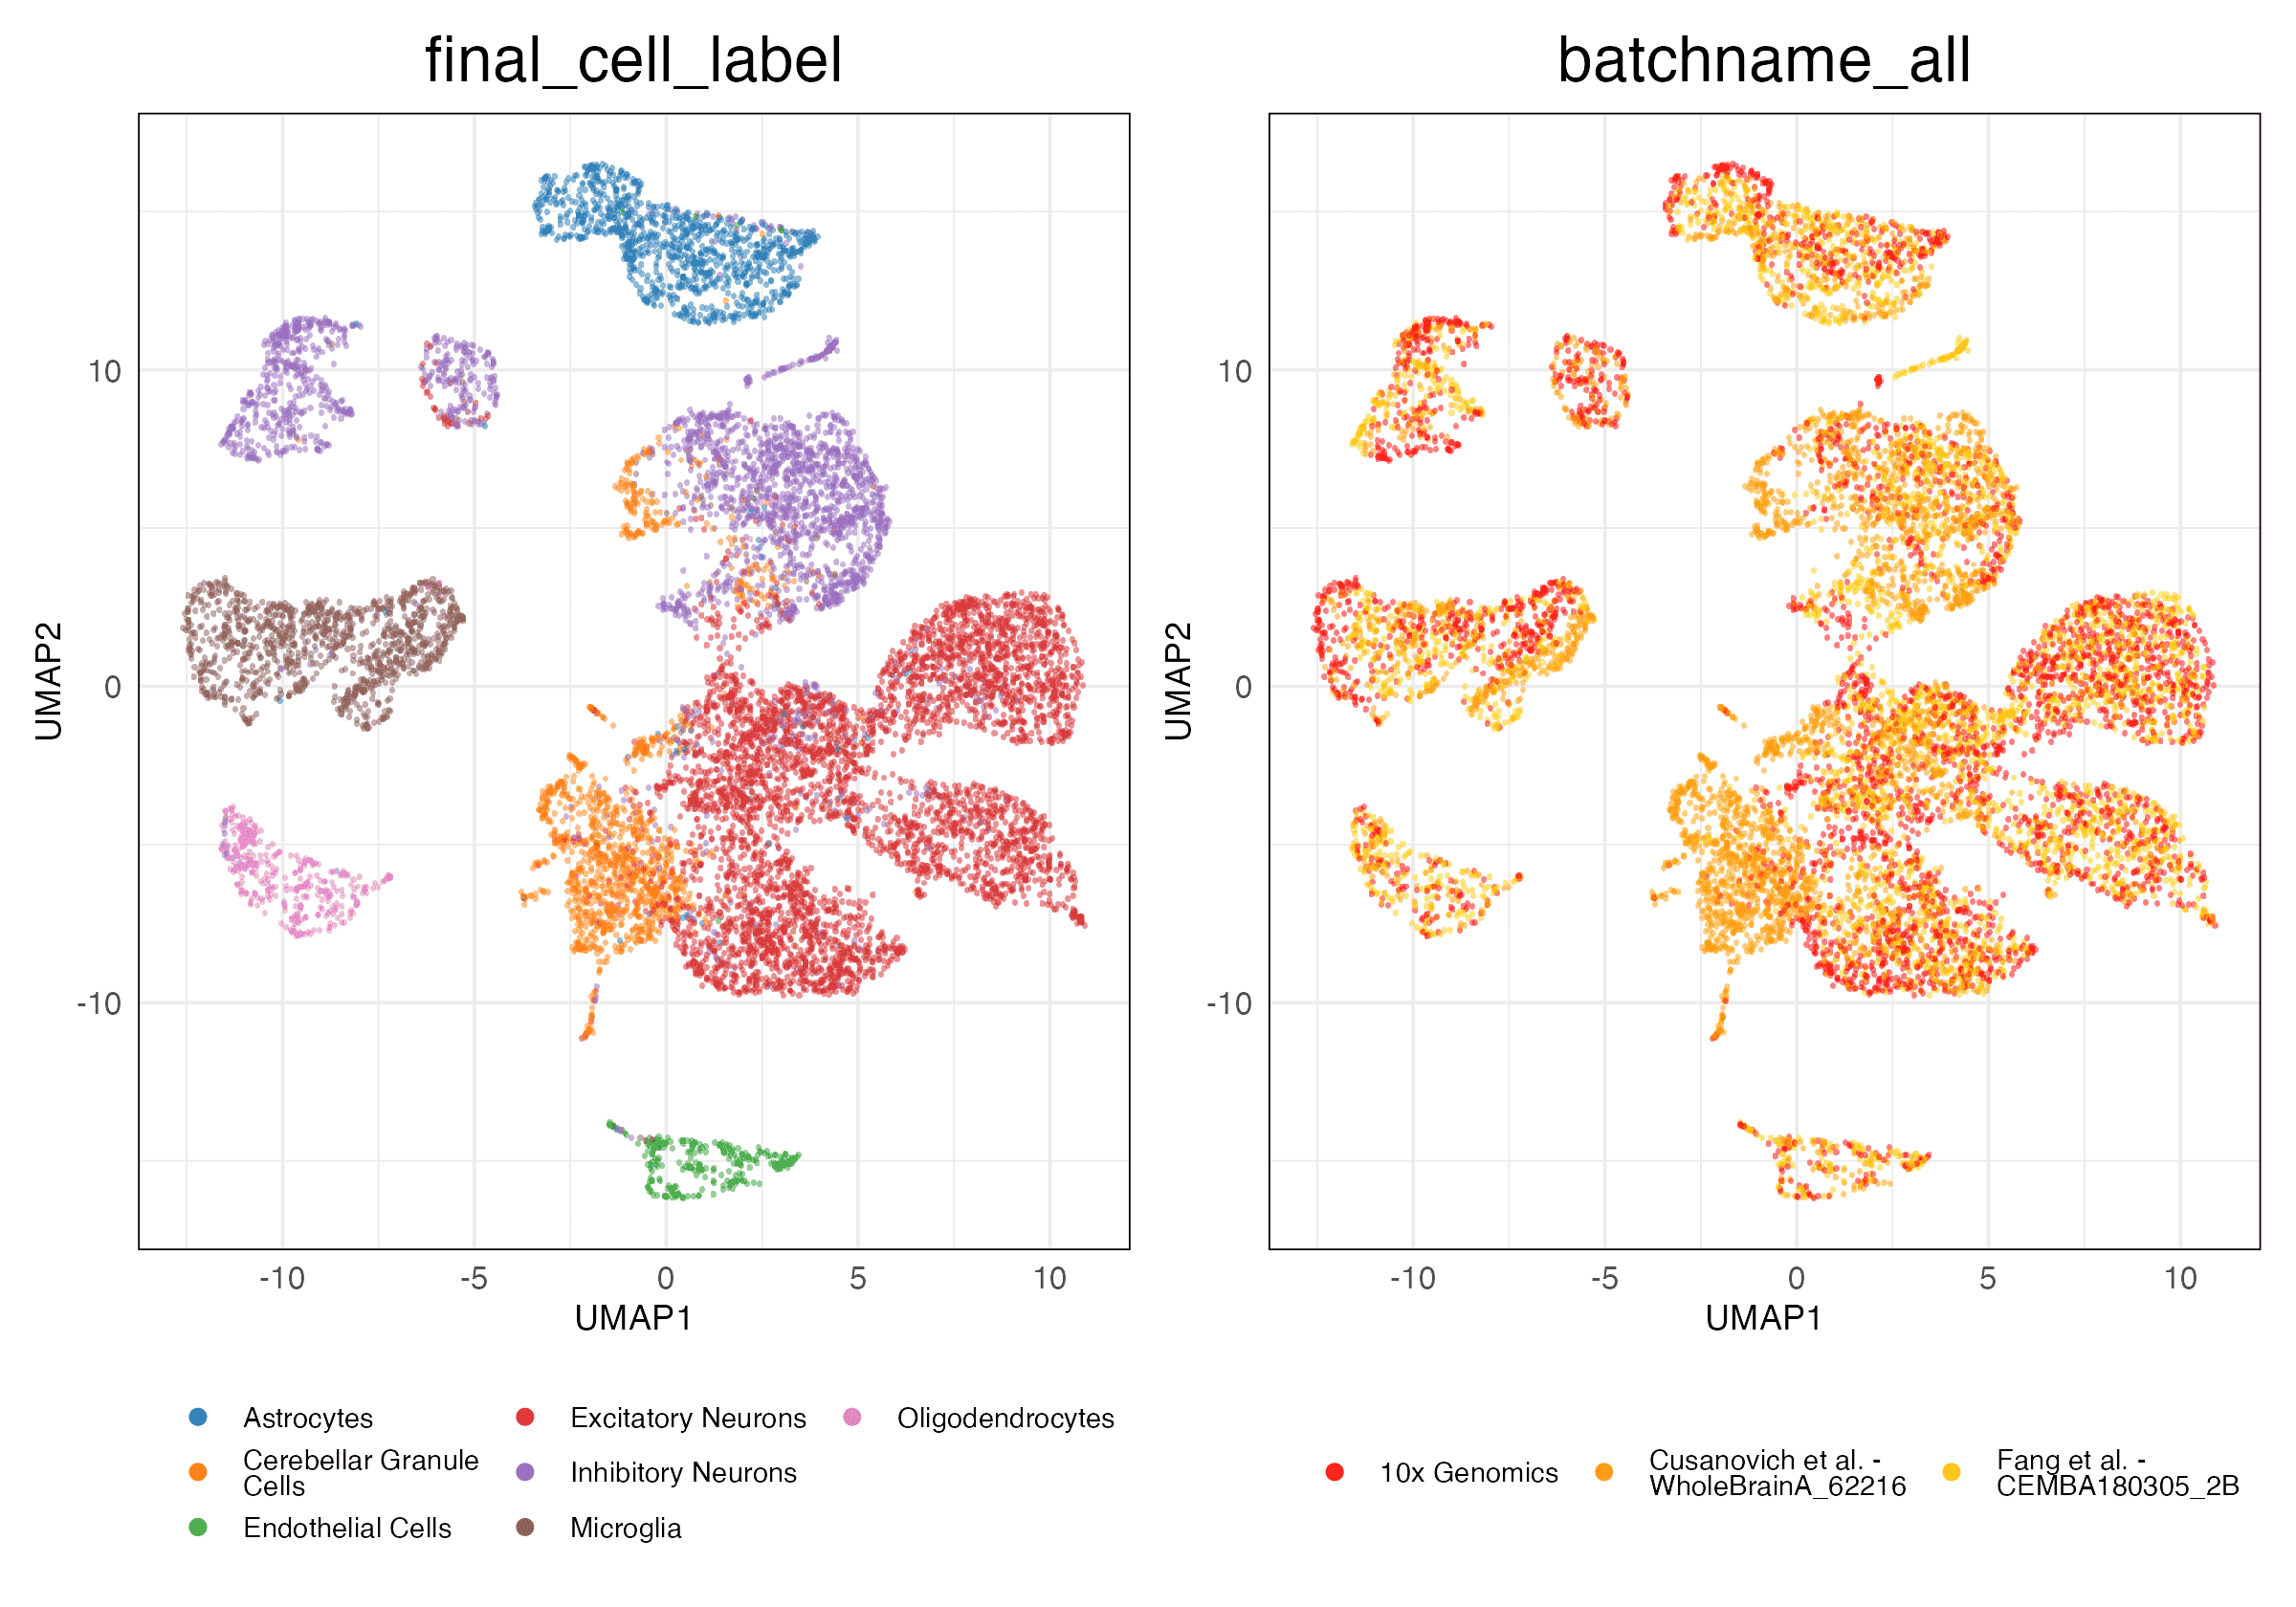 final_cell_label
batchname_all
UMAP2
10
0
-10
-10
-5
0
5
10
UMAP1
UMAP2
10
0
-10
-10
-5
0
5
10
UMAP1
Astrocytes
Cerebellar Granule
Cells
Endothelial Cells
Excitatory Neurons
Inhibitory Neurons
Microglia
Oligodendrocytes
10x Genomics
Cusanovich et al. -
WholeBrainA_62216
Fang et al. -
CEMBA180305_2B